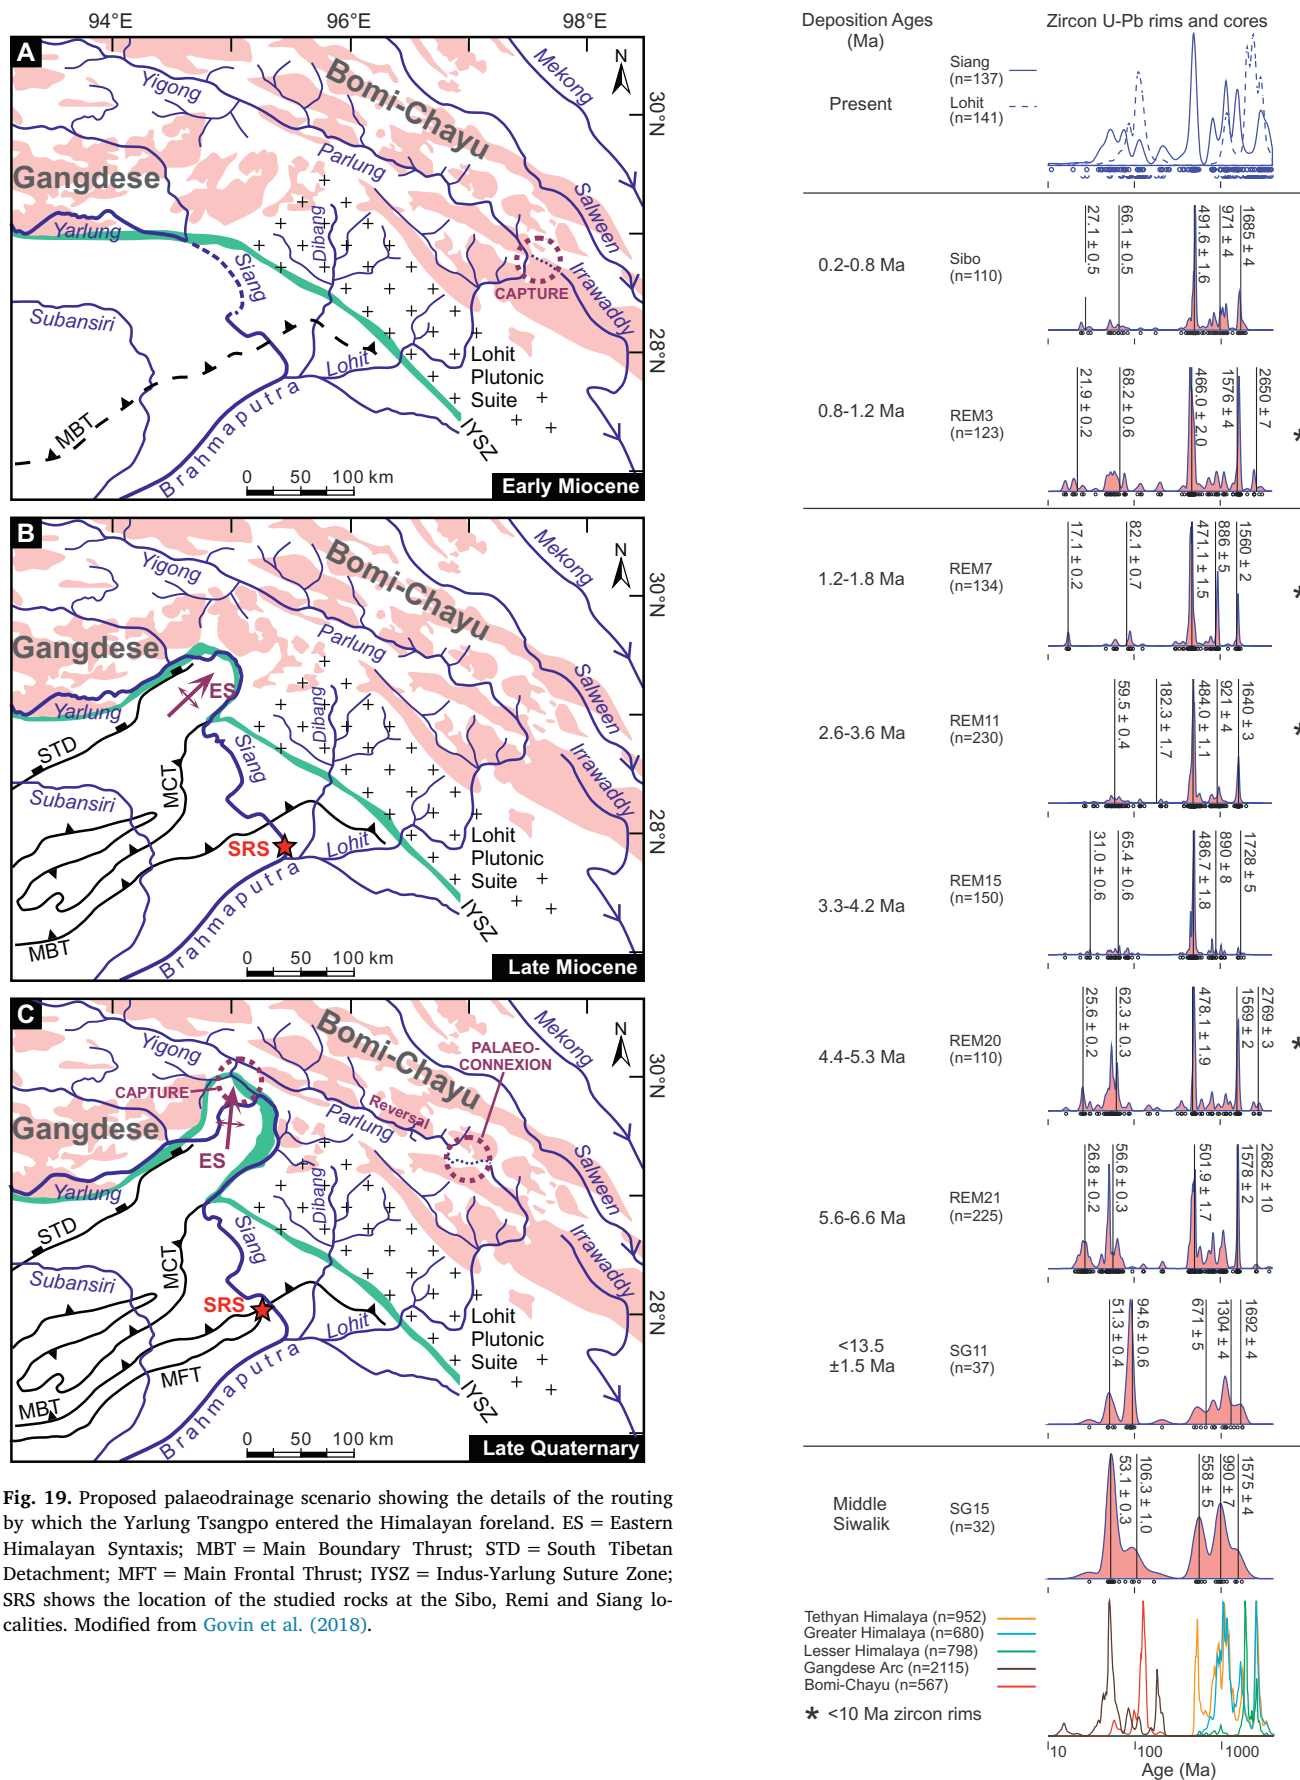 94°E 96°E 98°E
A
N
Bomi-Chayu
Yigong
Mekong
30°N
Parlung
Gangdese
Salween
Yarlung
Dibang
Siang
CAPTURE
Irrawaddy
Subansiri
28°N
Lohit
Lohit
Plutonic
Suite
MBT
Brahmaputra
IYSZ
0 50 100 km
Early Miocene
B
N
Bomi-Chayu
Yigong
Mekong
30°N
Parlung
Gangdese
ES
Salween
Yarlung
Dibang
STD
Siang
Irrawaddy
MCT
Subansiri
28°N
SRS
Lohit
Lohit
Plutonic
Suite
MBT
Brahmaputra
IYSZ
0 50 100 km
Late Miocene
C
N
Bomi-Chayu
Yigong
Mekong
PALAEO-
CONNEXION
30°N
CAPTURE
Reversal
Parlung
Gangdese
ES
Salween
Yarlung
Dibang
STD
Siang
Irrawaddy
MCT
Subansiri
28°N
SRS
Lohit
Lohit
Plutonic
Suite
MFT
MBT
Brahmaputra
IYSZ
0 50 100 km
Late Quaternary
Fig. 19. Proposed palaeodrainage scenario showing the details of the routing
by which the Yarlung Tsangpo entered the Himalayan foreland. ES = Eastern
Himalayan Syntaxis; MBT = Main Boundary Thrust; STD = South Tibetan
Detachment; MFT = Main Frontal Thrust; IYSZ = Indus-Yarlung Suture Zone;
SRS shows the location of the studied rocks at the Sibo, Remi and Siang lo-
calities. Modified from Govin et al. (2018).
Deposition Ages
(Ma)
Zircon U-Pb rims and cores
Present
Siang
(n=137)
Lohit
(n=141)
0.2-0.8 Ma
Sibo
(n=110)
27.1 ± 0.5
66.1 ± 0.5
491.6 ± 1.6
971 ± 4
1685 ± 4
0.8-1.2 Ma
REM3
(n=123)
21.9 ± 0.2
68.2 ± 0.6
466.0 ± 2.0
1576 ± 4
2650 ± 7
*
1.2-1.8 Ma
REM7
(n=134)
17.1 ± 0.2
82.1 ± 0.7
471.1 ± 1.5
886 ± 5
1560 ± 2
*
2.6-3.6 Ma
REM11
(n=230)
59.5 ± 0.4
182.3 ± 1.7
484.0 ± 1.1
921 ± 4
1640 ± 3
*
3.3-4.2 Ma
REM15
(n=150)
31.0 ± 0.6
65.4 ± 0.6
486.7 ± 1.8
890 ± 8
1728 ± 5
4.4-5.3 Ma
REM20
(n=110)
25.6 ± 0.2
62.3 ± 0.3
478.1 ± 1.9
1569 ± 2
2769 ± 3
*
5.6-6.6 Ma
REM21
(n=225)
26.8 ± 0.2
56.6 ± 0.3
501.9 ± 1.7
1578 ± 2
2682 ± 10
<13.5
±1.5 Ma
SG11
(n=37)
51.3 ± 0.4
94.6 ± 0.6
671 ± 5
1304 ± 4
1692 ± 4
Middle
Siwalik
SG15
(n=32)
53.1 ± 0.3
106.3 ± 1.0
558 ± 5
990 ± 7
1575 ± 4
Tethyan Himalaya (n=952)
Greater Himalaya (n=680)
Lesser Himalaya (n=798)
Gangdese Arc (n=2115)
Bomi-Chayu (n=567)
* <10 Ma zircon rims
10 100 1000
Age (Ma)